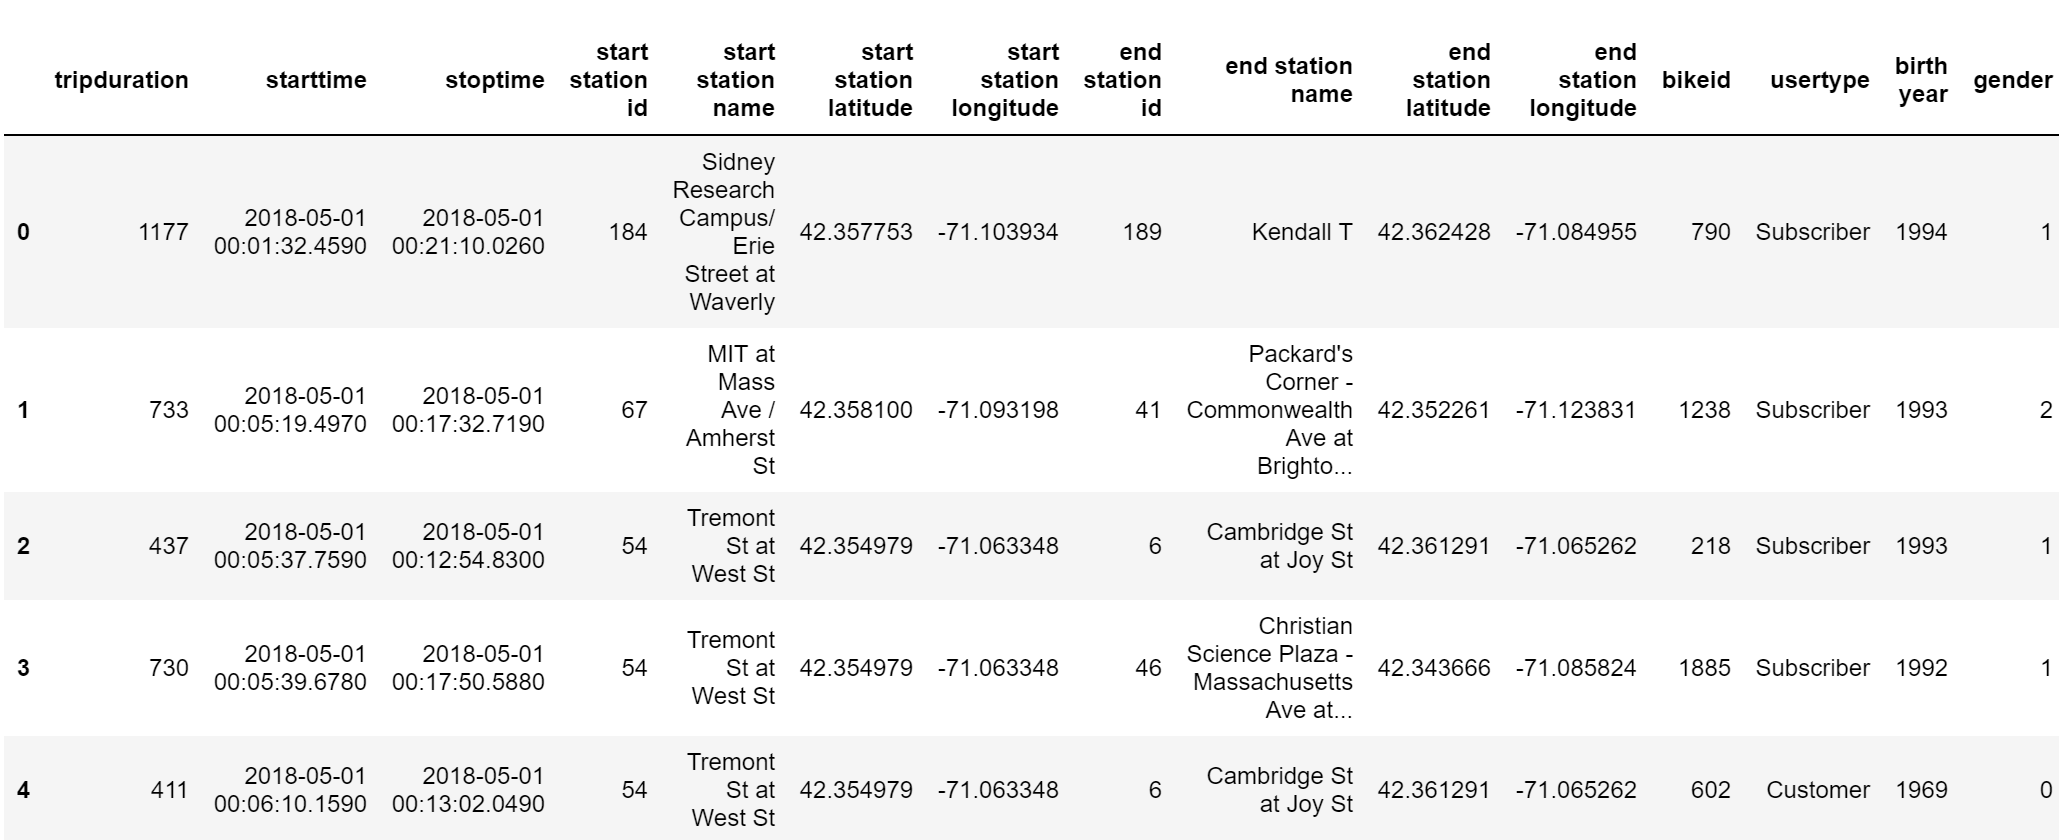 tripduration starttime stoptime start station id start station name start station latitude start station longitude end station id end station name end station latitude end station longitude bikeid usertype birth year gender
0 1177 2018-05-01 00:01:32.4590 2018-05-01 00:21:10.0260 184 Sidney Research Campus/ Erie Street at Waverly 42.357753 -71.103934 189 Kendall T 42.362428 -71.084955 790 Subscriber 1994 1
1 733 2018-05-01 00:05:19.4970 2018-05-01 00:17:32.7190 67 MIT at Mass Ave / Amherst St 42.358100 -71.093198 41 Packard's Corner - Commonwealth Ave at Brighto... 42.352261 -71.123831 1238 Subscriber 1993 2
2 437 2018-05-01 00:05:37.7590 2018-05-01 00:12:54.8300 54 Tremont St at West St 42.354979 -71.063348 6 Cambridge St at Joy St 42.361291 -71.065262 218 Subscriber 1993 1
3 730 2018-05-01 00:05:39.6780 2018-05-01 00:17:50.5880 54 Tremont St at West St 42.354979 -71.063348 46 Christian Science Plaza - Massachusetts Ave at... 42.343666 -71.085824 1885 Subscriber 1992 1
4 411 2018-05-01 00:06:10.1590 2018-05-01 00:13:02.0490 54 Tremont St at West St 42.354979 -71.063348 6 Cambridge St at Joy St 42.361291 -71.065262 602 Customer 1969 0